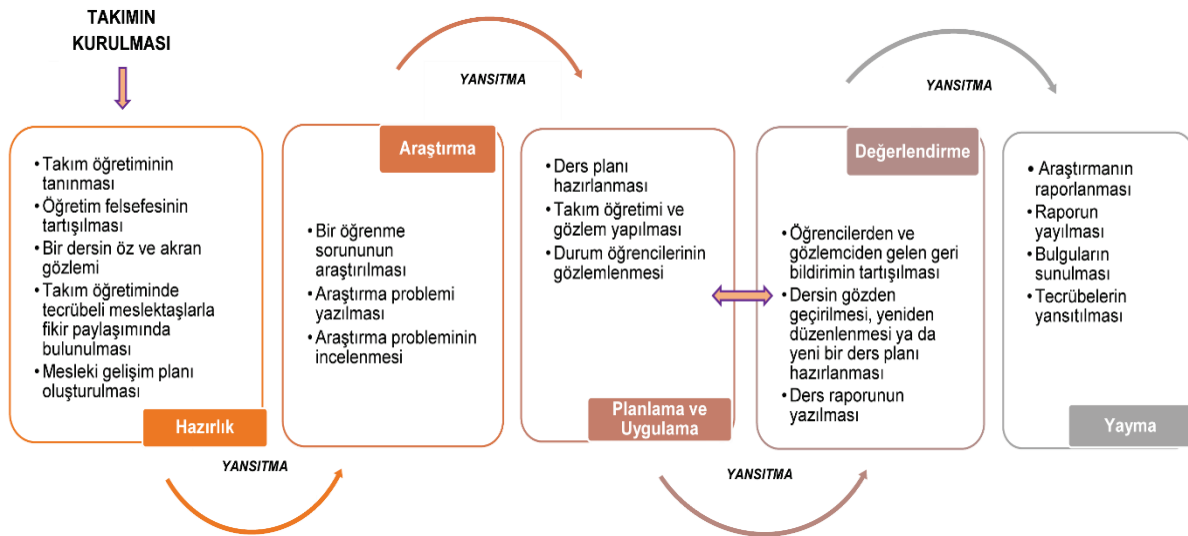 TAKIMIN
KURULMASI
• Takım öğretiminin
tanınması
• Öğretim felsefesinin
tartışılması
• Bir dersin öz ve akran
gözlemi
• Takım öğretiminde
tecrübeli meslektaşlarla
fikir paylaşımında
bulunulması
• Mesleki gelişim planı
oluşturulması
Hazırlık
YANSITMA
Araştırma
• Bir öğrenme
sorununun
araştırılması
• Araştırma problemi
yazılması
• Araştırma probleminin
incelenmesi
YANSITMA
• Ders planı
hazırlanması
• Takım öğretimi ve
gözlem yapılması
• Durum öğrencilerinin
gözlemlenmesi
Planlama ve
Uygulama
YANSITMA
Değerlendirme
• Öğrencilerden ve
gözlemciden gelen geri
bildirimin tartışılması
• Dersin gözden
geçirilmesi, yeniden
düzenlenmesi ya da
yeni bir ders planı
hazırlanması
• Ders raporunun
yazılması
YANSITMA
• Araştırmanın
raporlanması
• Raporun
yayılması
• Bulguların
sunulması
• Tecrübelerin
yansıtılması
Yayma